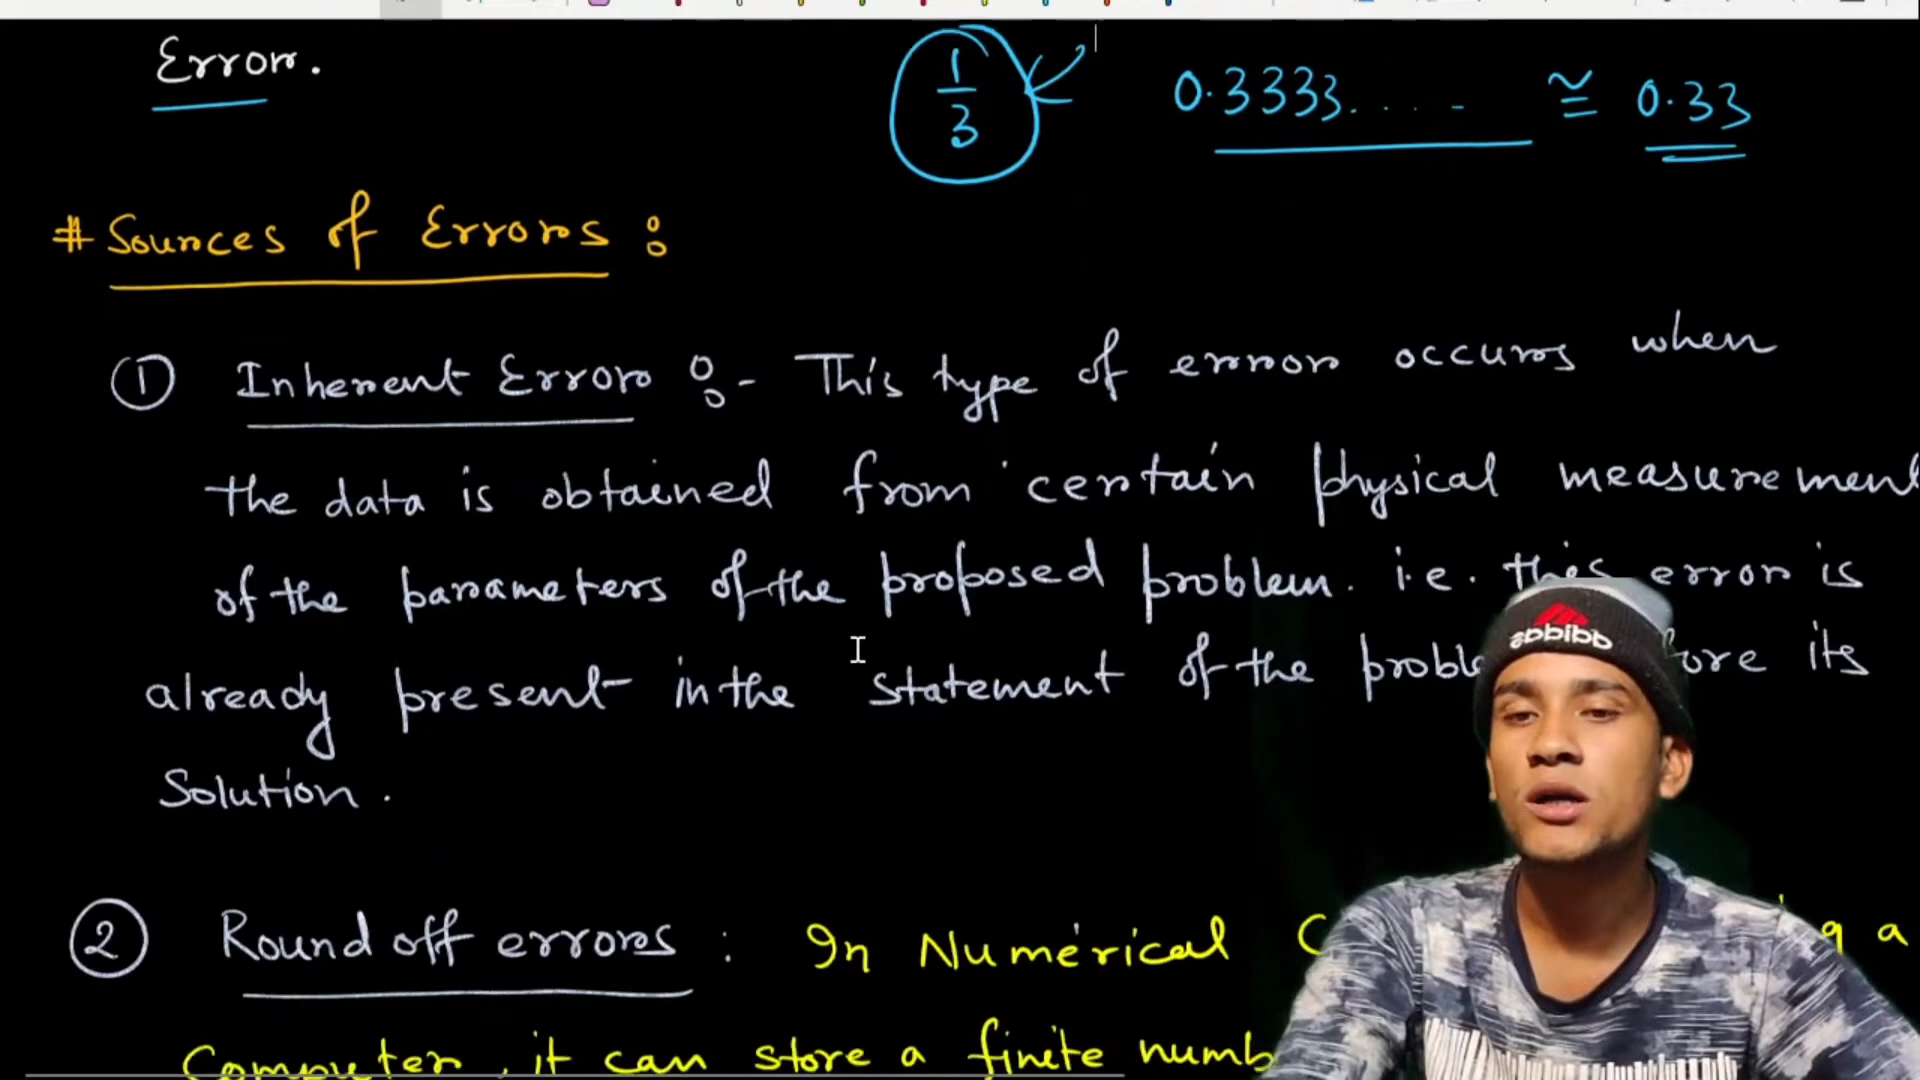 Error.
1/3
0.3333..... ≅ 0.33
# Sources of Errors :
① Inherent Error :- This type of error occurs when
the data is obtained from certain physical measurement
of the parameters of the proposed problem. i.e. this error is
already present in the statement of the its
Solution.
② Round off errors : In Numerical a
Computer, it can store a finite